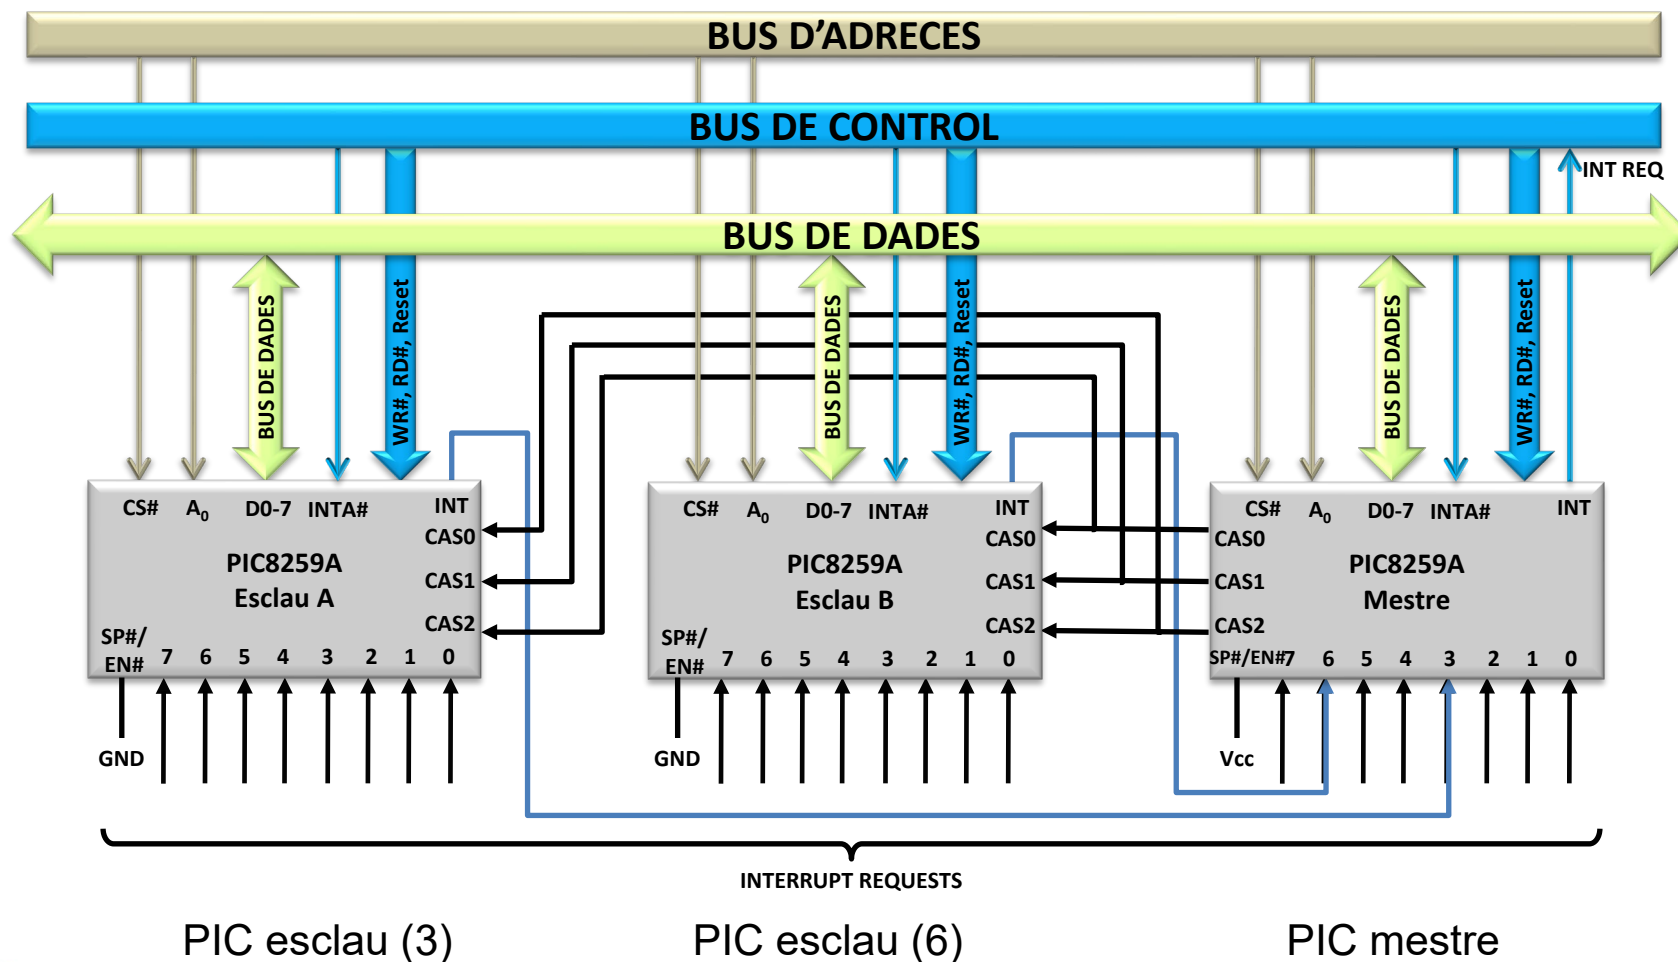 BUS D’ADRECES
BUS DE CONTROL
INT REQ
BUS DE DADES
BUS DE DADES
WR#, RD#, Reset
BUS DE DADES
WR#, RD#, Reset
BUS DE DADES
WR#, RD#, Reset
CS# A0 D0-7 INTA# INT
CAS0
PIC8259A
Esclau A
CAS1
CAS2
SP#/
EN# 7 6 5 4 3 2 1 0
GND
CS# A0 D0-7 INTA# INT
CAS0
PIC8259A
Esclau B
CAS1
CAS2
SP#/
EN# 7 6 5 4 3 2 1 0
GND
CS# A0 D0-7 INTA# INT
CAS0
PIC8259A
Mestre
CAS1
CAS2
SP#/EN# 7 6 5 4 3 2 1 0
Vcc
INTERRUPT REQUESTS
PIC esclau (3) PIC esclau (6) PIC mestre